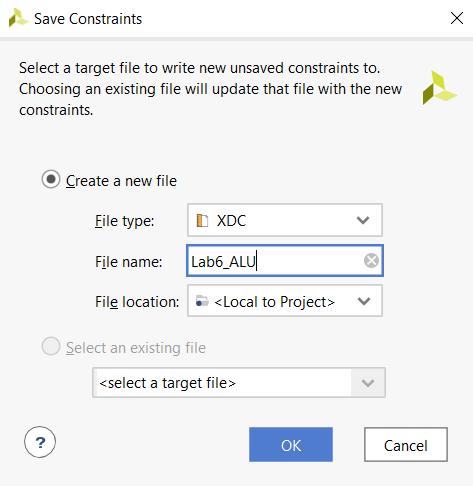 Save Constraints
Select a target file to write new unsaved constraints to.
Choosing an existing file will update that file with the new
constraints.
Create a new file
File type: XDC
File name: Lab6_ALU
File location: <Local to Project>
Select an existing file
<select a target file>
?
OK
Cancel